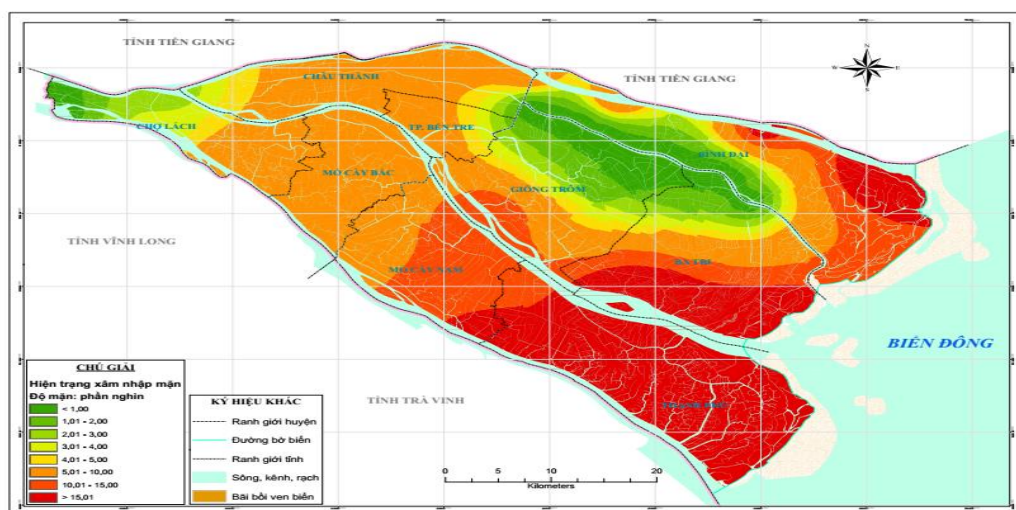 TỈNH TIỀN GIANG
TỈNH TIỀN GIANG
CHÂU THÀNH
CHỢ LÁCH
TP. BẾN TRE
BÌNH ĐẠI
MỎ CÀY BẮC
GIỒNG TRÔM
TỈNH VĨNH LONG
MỎ CÀY NAM
BA TRI
BIỂN ĐÔNG
TỈNH TRÀ VINH
THẠNH PHÚ
N
W
E
S
CHÚ GIẢI
Hiện trạng xâm nhập mặn
Độ mặn: phần nghìn
< 1,00
1,01 - 2,00
2,01 - 3,00
3,01 - 4,00
4,01 - 5,00
5,01 - 10,00
10,01 - 15,00
> 15,01
KÝ HIỆU KHÁC
Ranh giới huyện
Đường bờ biển
Ranh giới tỉnh
Sông, kênh, rạch
Bãi bồi ven biển
0 5 10 20
Kilometers